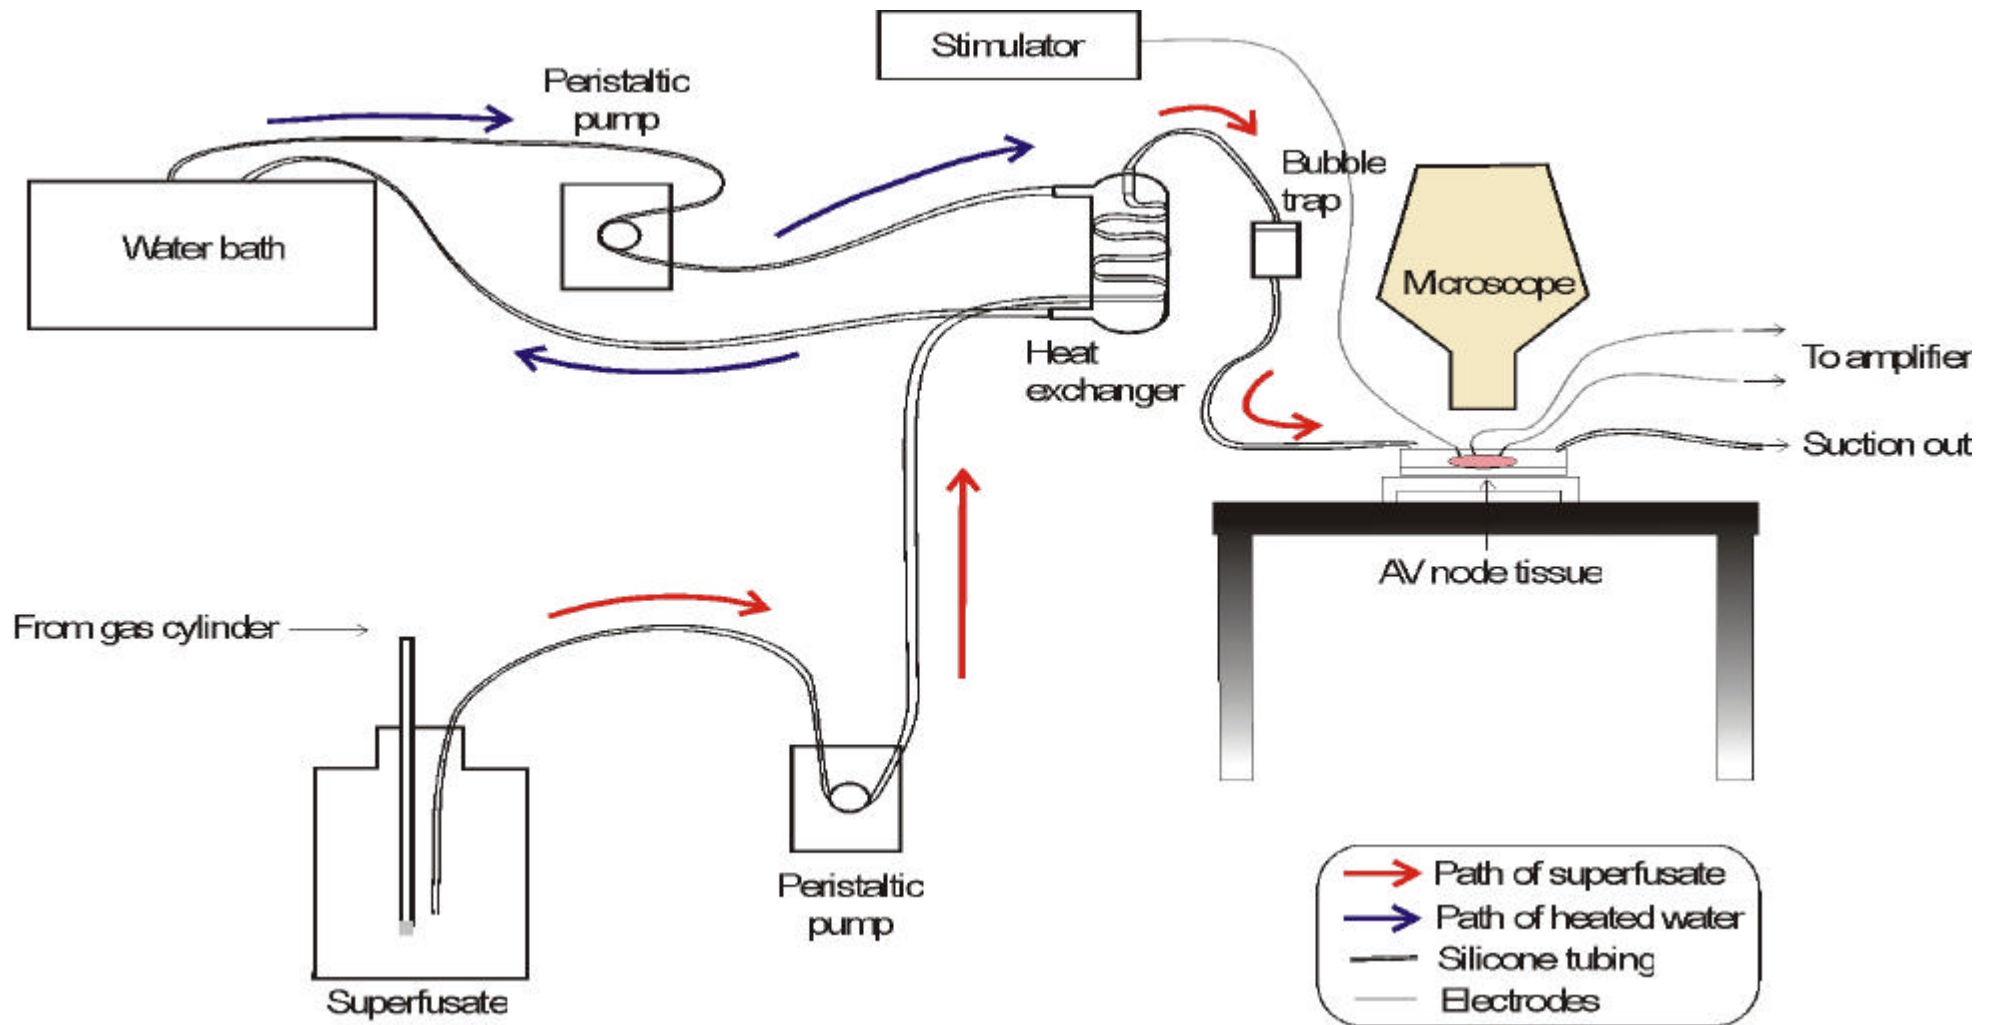 Stimulator
Peristaltic
pump
Bubble
trap
Water bath
Microscope
Heat
exchanger
To amplifier
Suction out
AV node tissue
From gas cylinder
Peristaltic
pump
Superfusate
Path of superfusate
Path of heated water
Silicone tubing
Electrodes